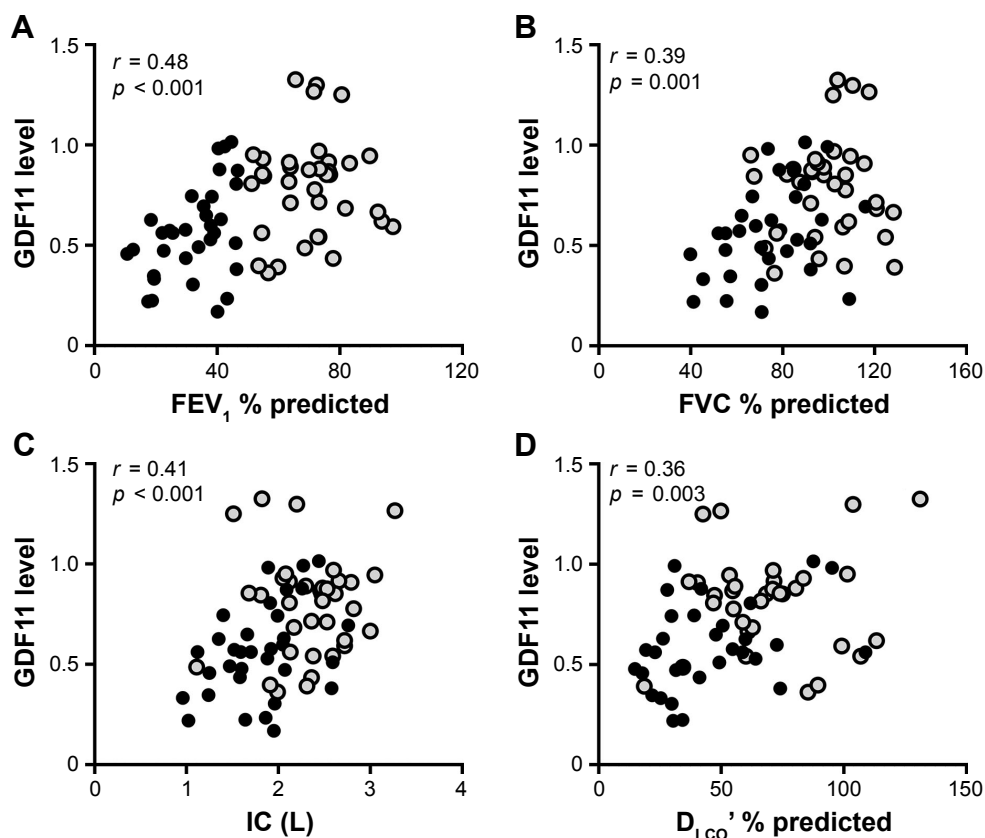 A
r = 0.48
p < 0.001
GDF11 level
1.5
1.0
0.5
0
0 40 80 120
FEV1 % predicted
B
r = 0.39
p = 0.001
GDF11 level
1.5
1.0
0.5
0
0 40 80 120 160
FVC % predicted
C
r = 0.41
p < 0.001
GDF11 level
1.5
1.0
0.5
0
0 1 2 3 4
IC (L)
D
r = 0.36
p = 0.003
GDF11 level
1.5
1.0
0.5
0
0 50 100 150
DLCO’ % predicted